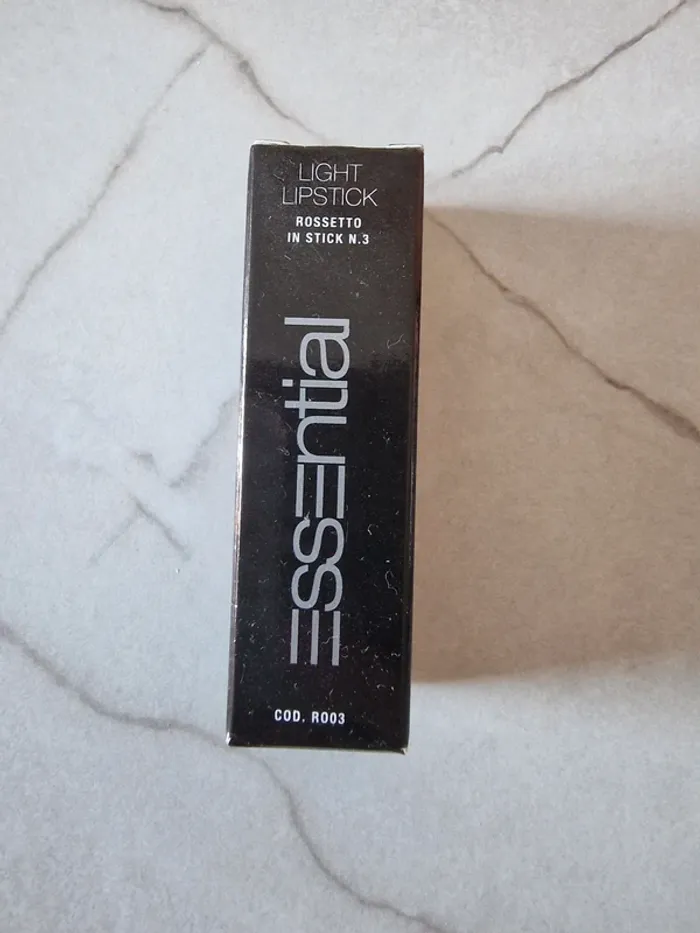 LIGHT
LIPSTICK
ROSSETTO
IN STICK N.3
Essential
COD. R003